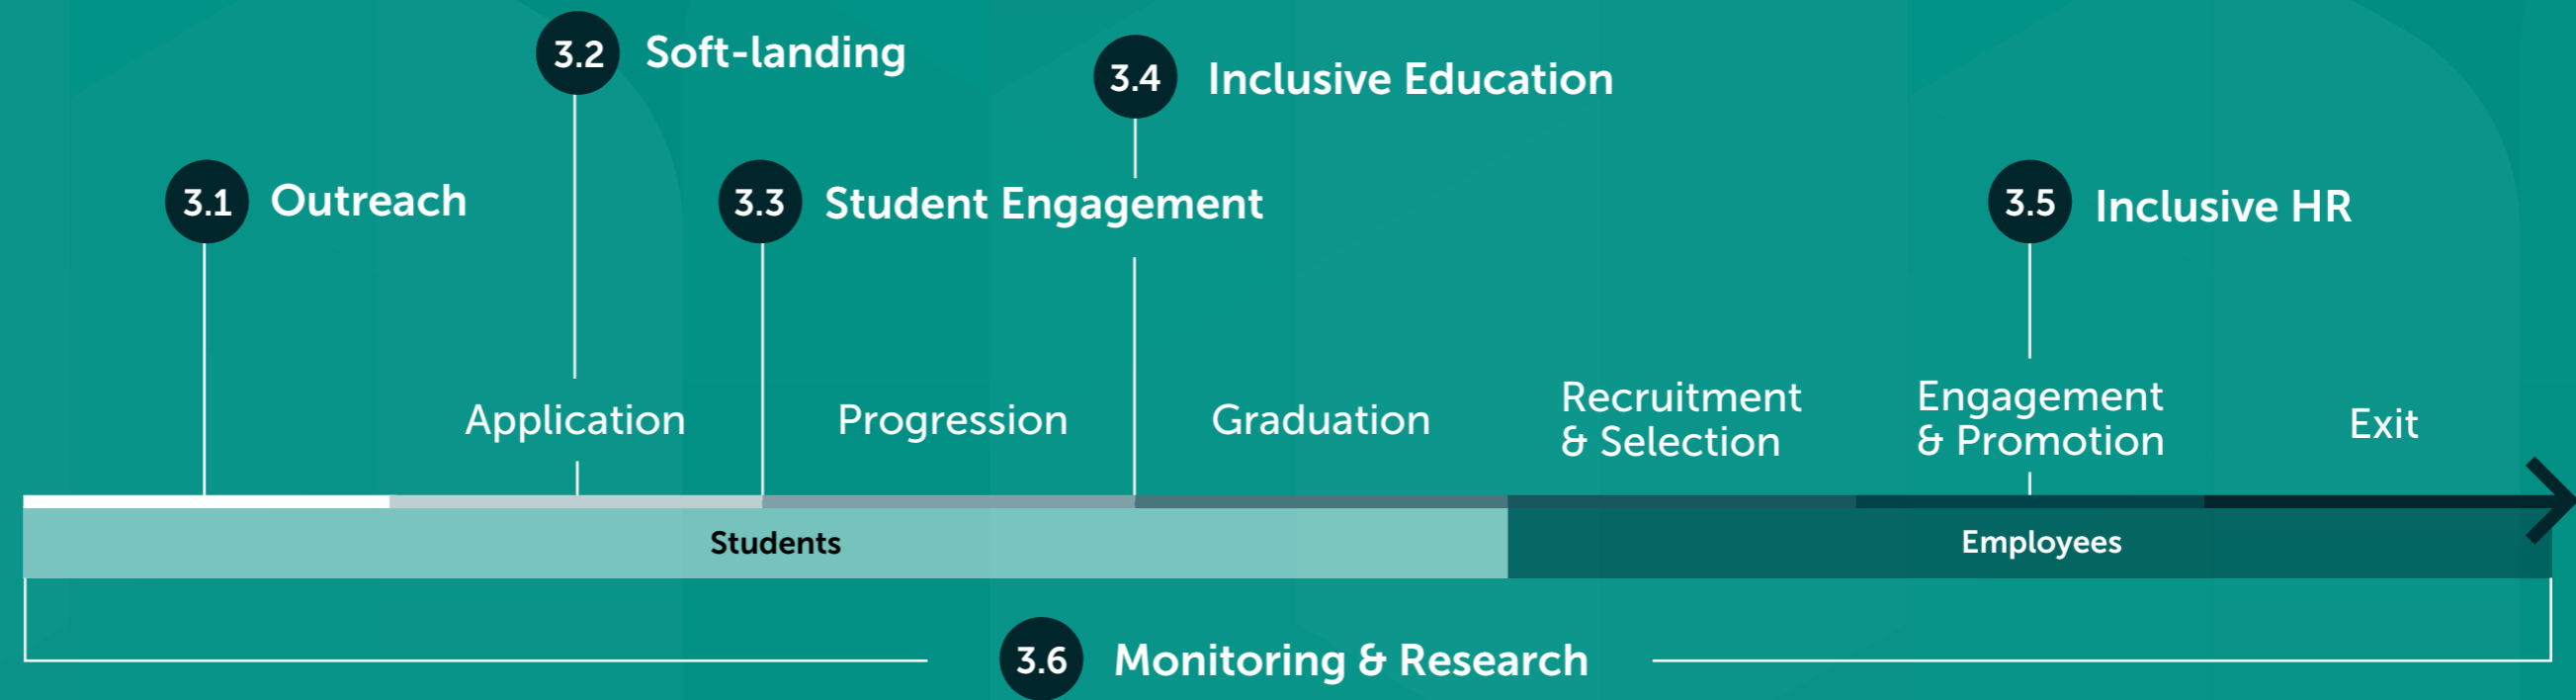 3.2 Soft-landing
3.4 Inclusive Education
3.1 Outreach
3.3 Student Engagement
3.5 Inclusive HR
Application
Progression
Graduation
Recruitment
& Selection
Engagement
& Promotion
Exit
Students
Employees
3.6 Monitoring & Research